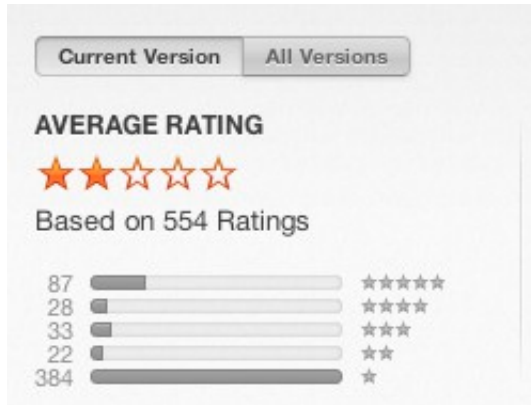 Current Version All Versions
AVERAGE RATING
Based on 554 Ratings
87
28
33
22
384